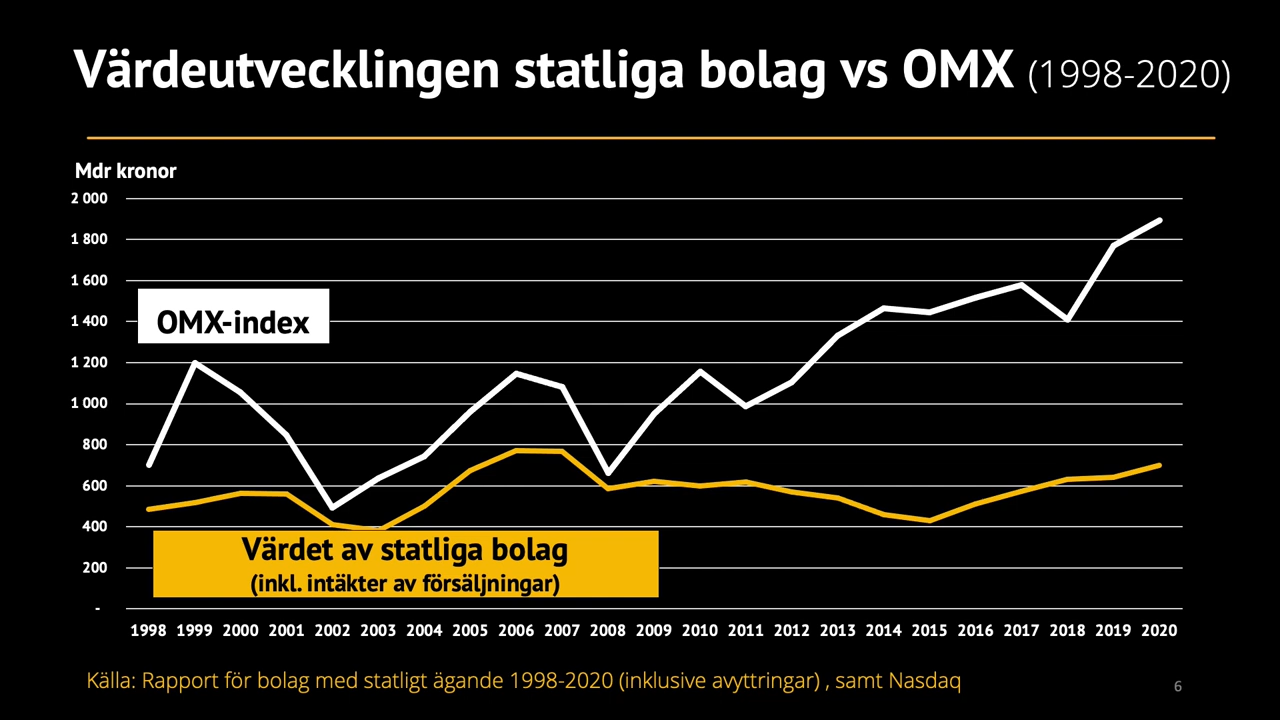 Värdeutvecklingen statliga bolag vs OMX (1998-2020)
Mdr kronor
2 000
1 800
1 600
1 400
1 200
1 000
800
600
400
200
-
OMX-index
Värdet av statliga bolag
(inkl. intäkter av försäljningar)
1998 1999 2000 2001 2002 2003 2004 2005 2006 2007 2008 2009 2010 2011 2012 2013 2014 2015 2016 2017 2018 2019 2020
Källa: Rapport för bolag med statligt ägande 1998-2020 (inklusive avyttringar) , samt Nasdaq
6